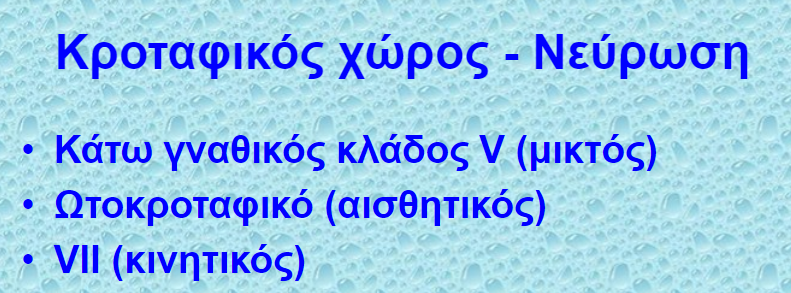 Κροταφικός χώρος - Νεύρωση
• Κάτω γναθικός κλάδος V (μικτός)
• Ωτοκροταφικό (αισθητικός)
• VII (κινητικός)